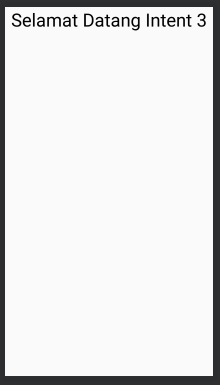 Selamat Datang Intent 3